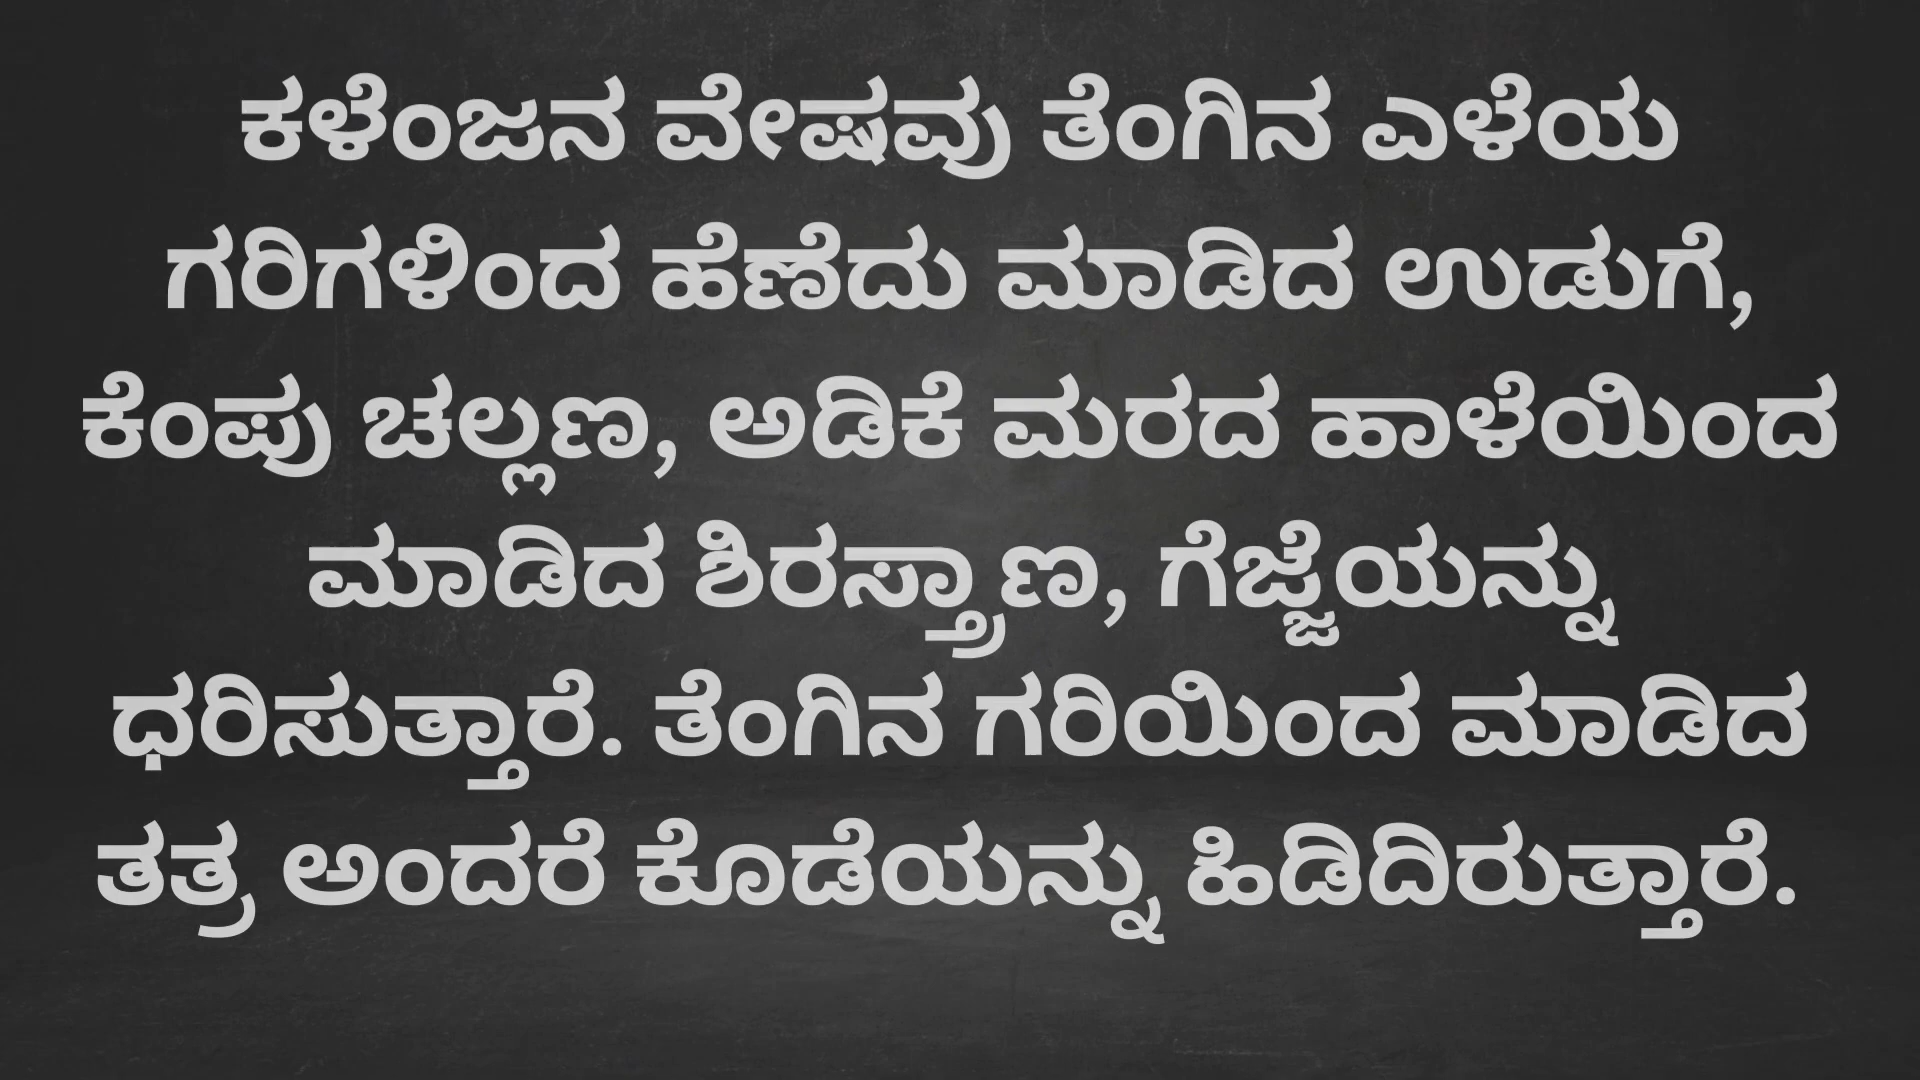 ಕಳೆಂಜನ ವೇಷವು ತೆಂಗಿನ ಎಳೆಯ
ಗರಿಗಳಿಂದ ಹೆಣೆದು ಮಾಡಿದ ಉಡುಗೆ,
ಕೆಂಪು ಚಲ್ಲಣ, ಅಡಿಕೆ ಮರದ ಹಾಳೆಯಿಂದ
ಮಾಡಿದ ಶಿರಸ್ತ್ರಾಣ, ಗೆಜ್ಜೆಯನ್ನು
ಧರಿಸುತ್ತಾರೆ. ತೆಂಗಿನ ಗರಿಯಿಂದ ಮಾಡಿದ
ತತ್ರ ಅಂದರೆ ಕೊಡೆಯನ್ನು ಹಿಡಿದಿರುತ್ತಾರೆ.